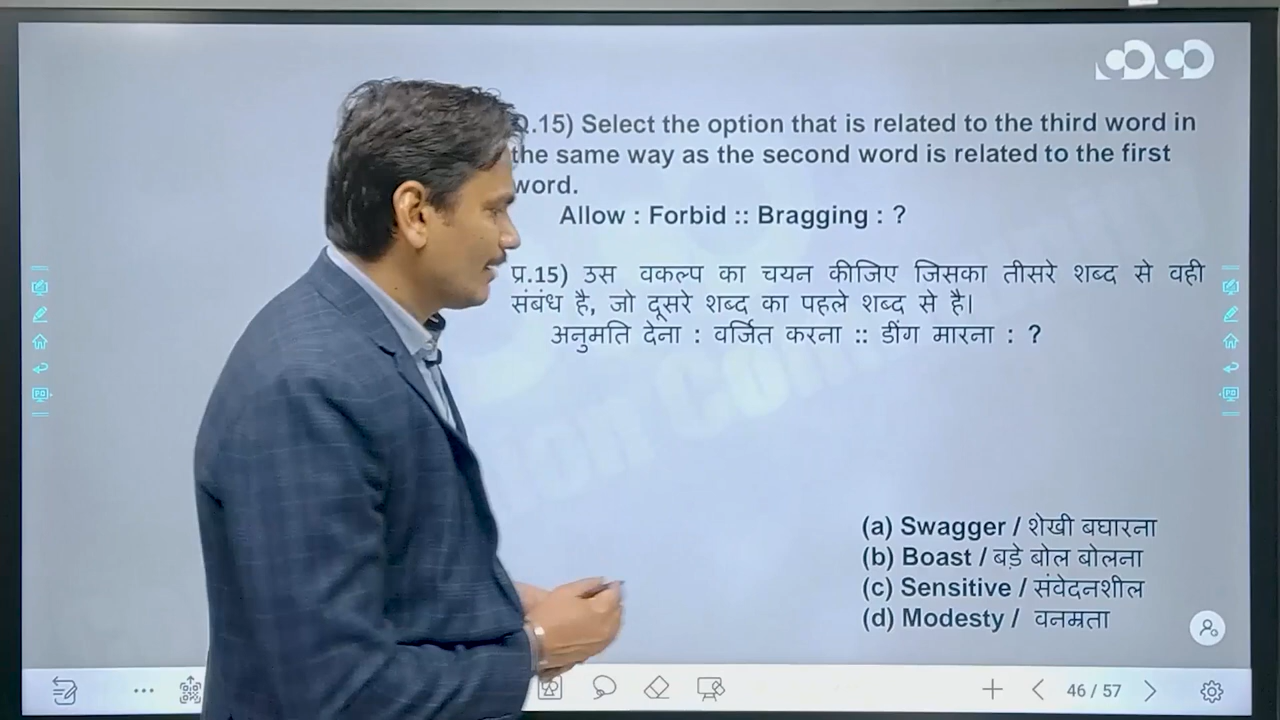 .15) Select the option that is related to the third word in
the same way as the second word is related to the first
word.
Allow : Forbid :: Bragging : ?
प्र.15) उस वकल्प का चयन कीजिए जिसका तीसरे शब्द से वही
संबंध है, जो दूसरे शब्द का पहले शब्द से है।
अनुमति देना : वर्जित करना :: डींग मारना : ?
(a) Swagger / शेखी बघारना
(b) Boast / बड़े बोल बोलना
(c) Sensitive / संवेदनशील
(d) Modesty / वनम्रता
46 / 57